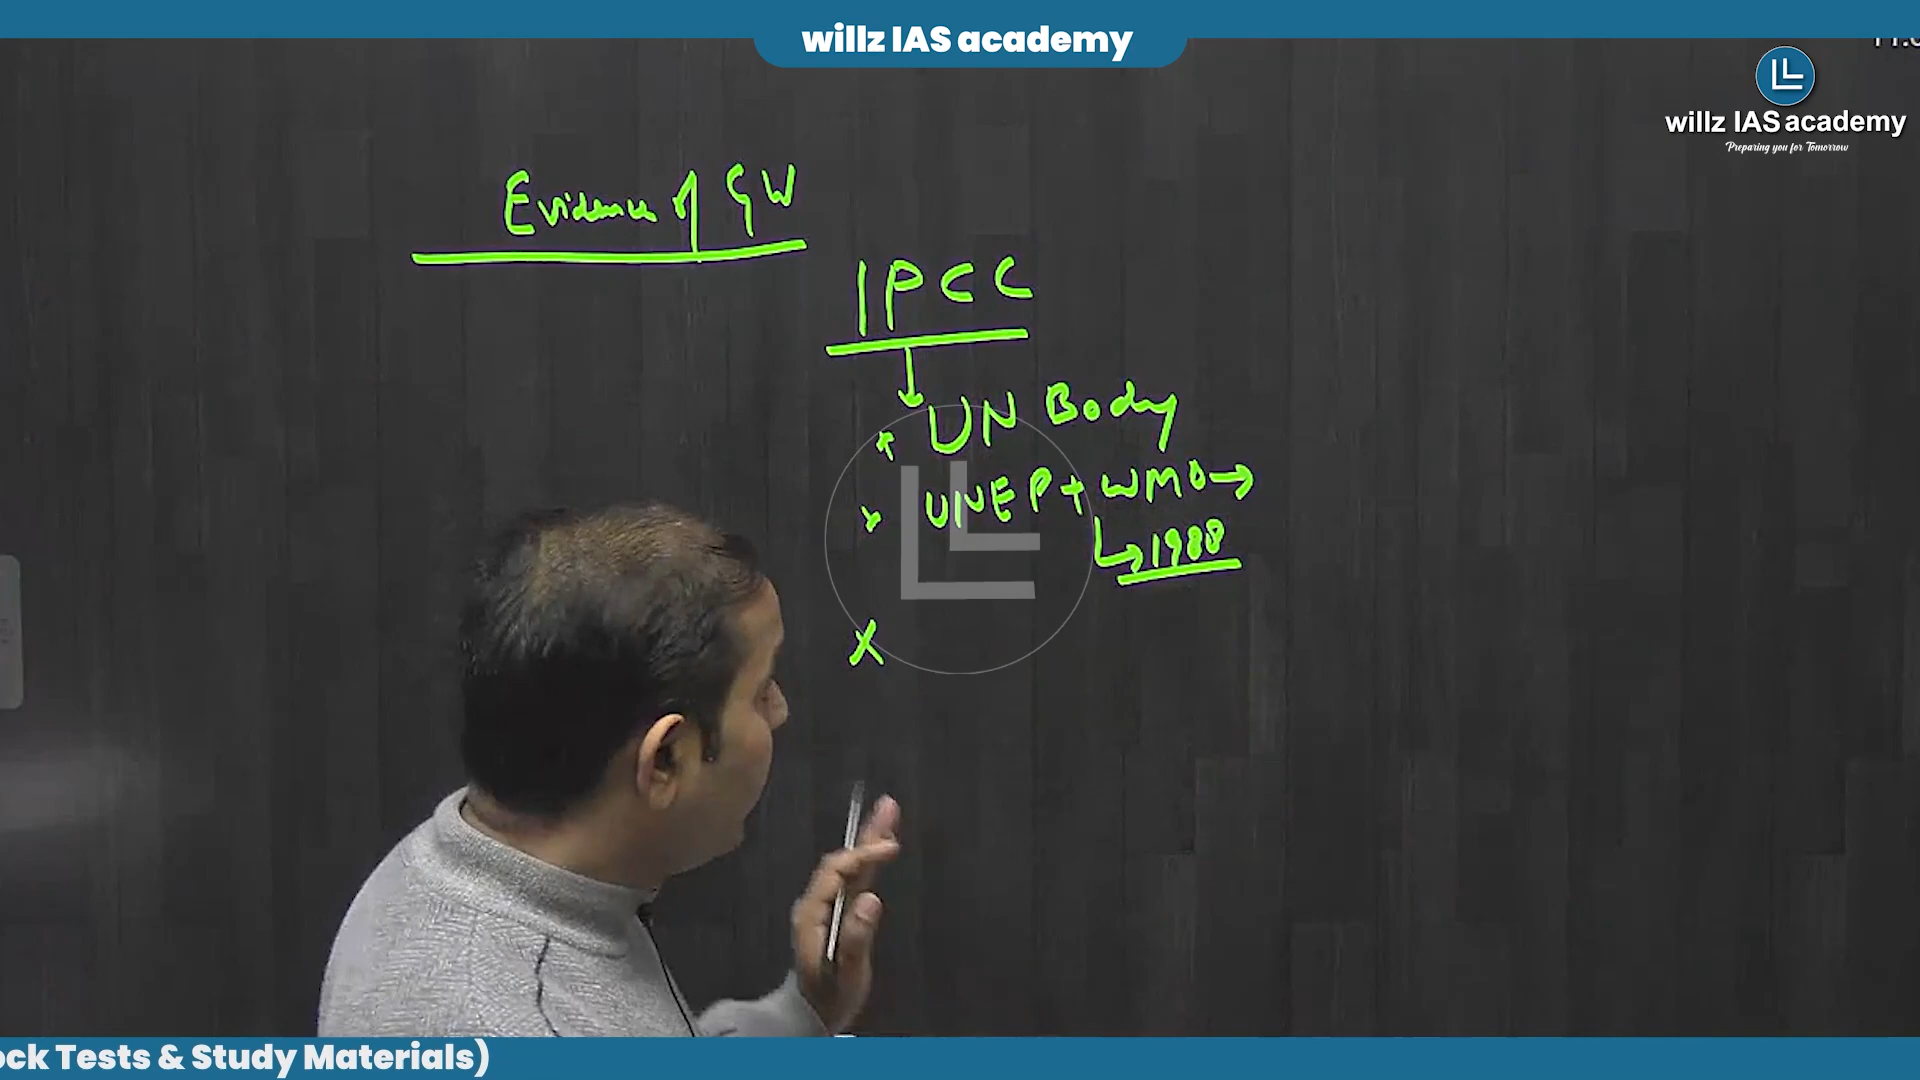 willz IAS academy
willz IAS academy
Preparing you for Tomorrow
Evidence of GW
IPCC
UN Body
UNEP + WMO →
↳ 1988
x
ock Tests & Study Materials)